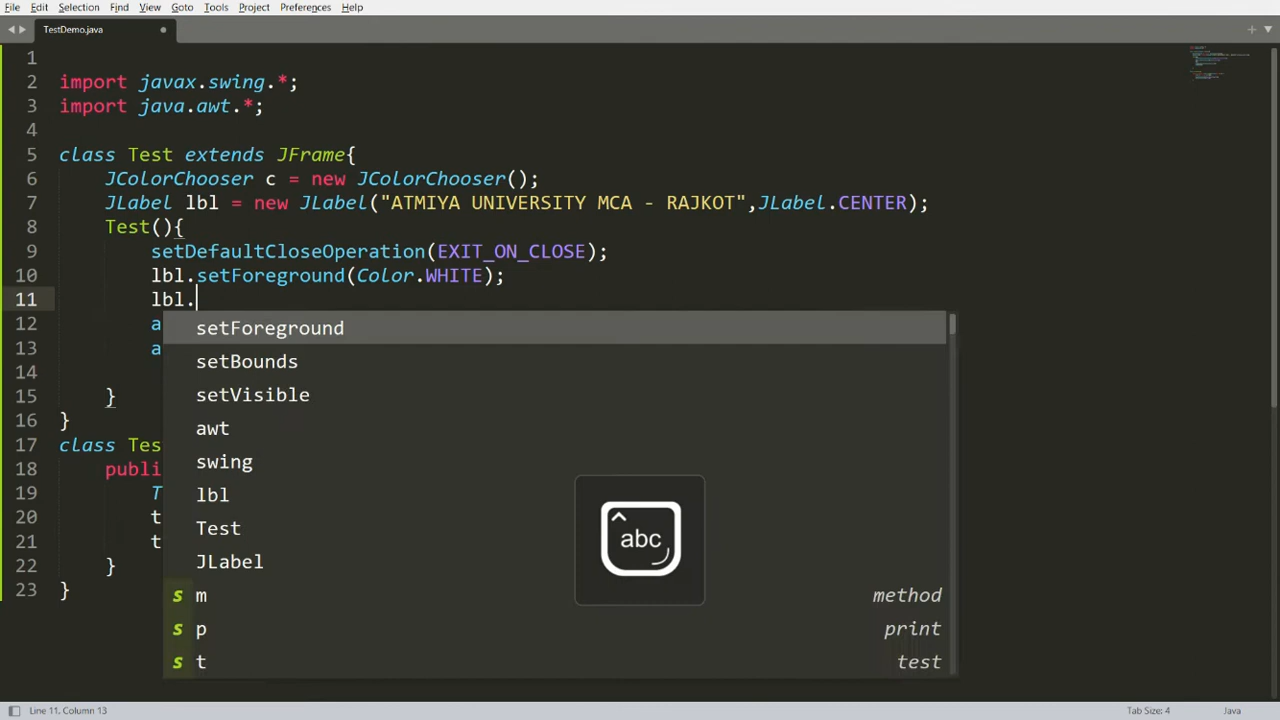 File Edit Selection Find View Goto Tools Project Preferences Help
TestDemo.java
1
2 import javax.swing.*;
3 import java.awt.*;
4
5 class Test extends JFrame{
6 JColorChooser c = new JColorChooser();
7 JLabel lbl = new JLabel("ATMIYA UNIVERSITY MCA - RAJKOT",JLabel.CENTER);
8 Test(){
9 setDefaultCloseOperation(EXIT_ON_CLOSE);
10 lbl.setForeground(Color.WHITE);
11 lbl.
12 a
setForeground
13 a
setBounds
14
15 }
setVisible
16 }
awt
17 class Tes
swing
18 publi
19 T
lbl
20 t
Test
21 t
22 }
JLabel
23 }
s m method
s p print
s t test
abc
Line 11, Column 13 Tab Size: 4 Java